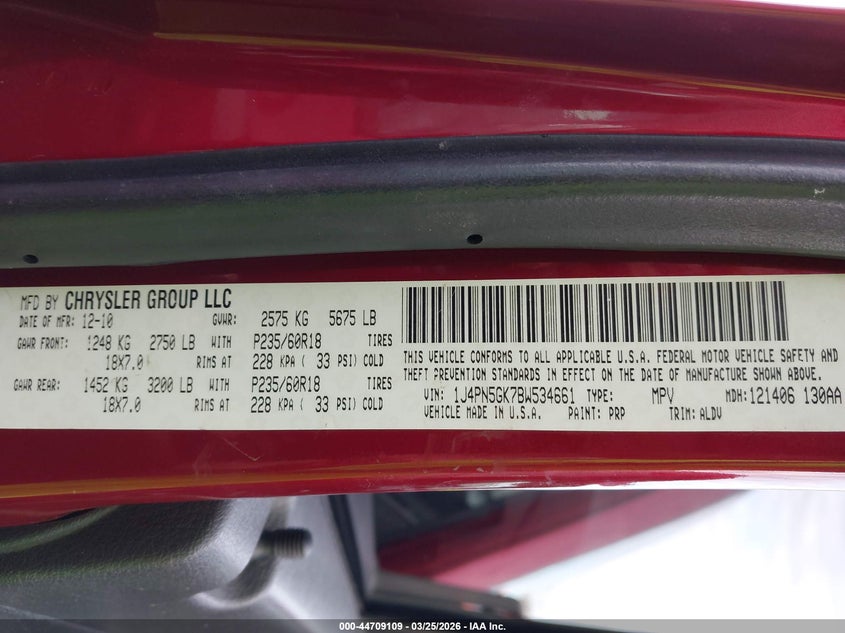 MFD BY CHRYSLER GROUP LLC
DATE OF MFR: 12-10 GVWR: 2575 KG 5675 LB
GAWR FRONT: 1248 KG 2750 LB WITH P235/60R18 TIRES
18X7.0 RIMS AT 228 KPA ( 33 PSI) COLD
GAWR REAR: 1452 KG 3200 LB WITH P235/60R18 TIRES
18X7.0 RIMS AT 228 KPA ( 33 PSI) COLD
THIS VEHICLE CONFORMS TO ALL APPLICABLE U.S.A. FEDERAL MOTOR VEHICLE SAFETY AND
THEFT PREVENTION STANDARDS IN EFFECT ON THE DATE OF MANUFACTURE SHOWN ABOVE.
VIN: 1J4PN5GK7BW534661 TYPE: MPV MDH: 121406 130AA
VEHICLE MADE IN U.S.A. PAINT: PRP TRIM: ALDV
000-44709109 - 03/25/2026 - IAA Inc.